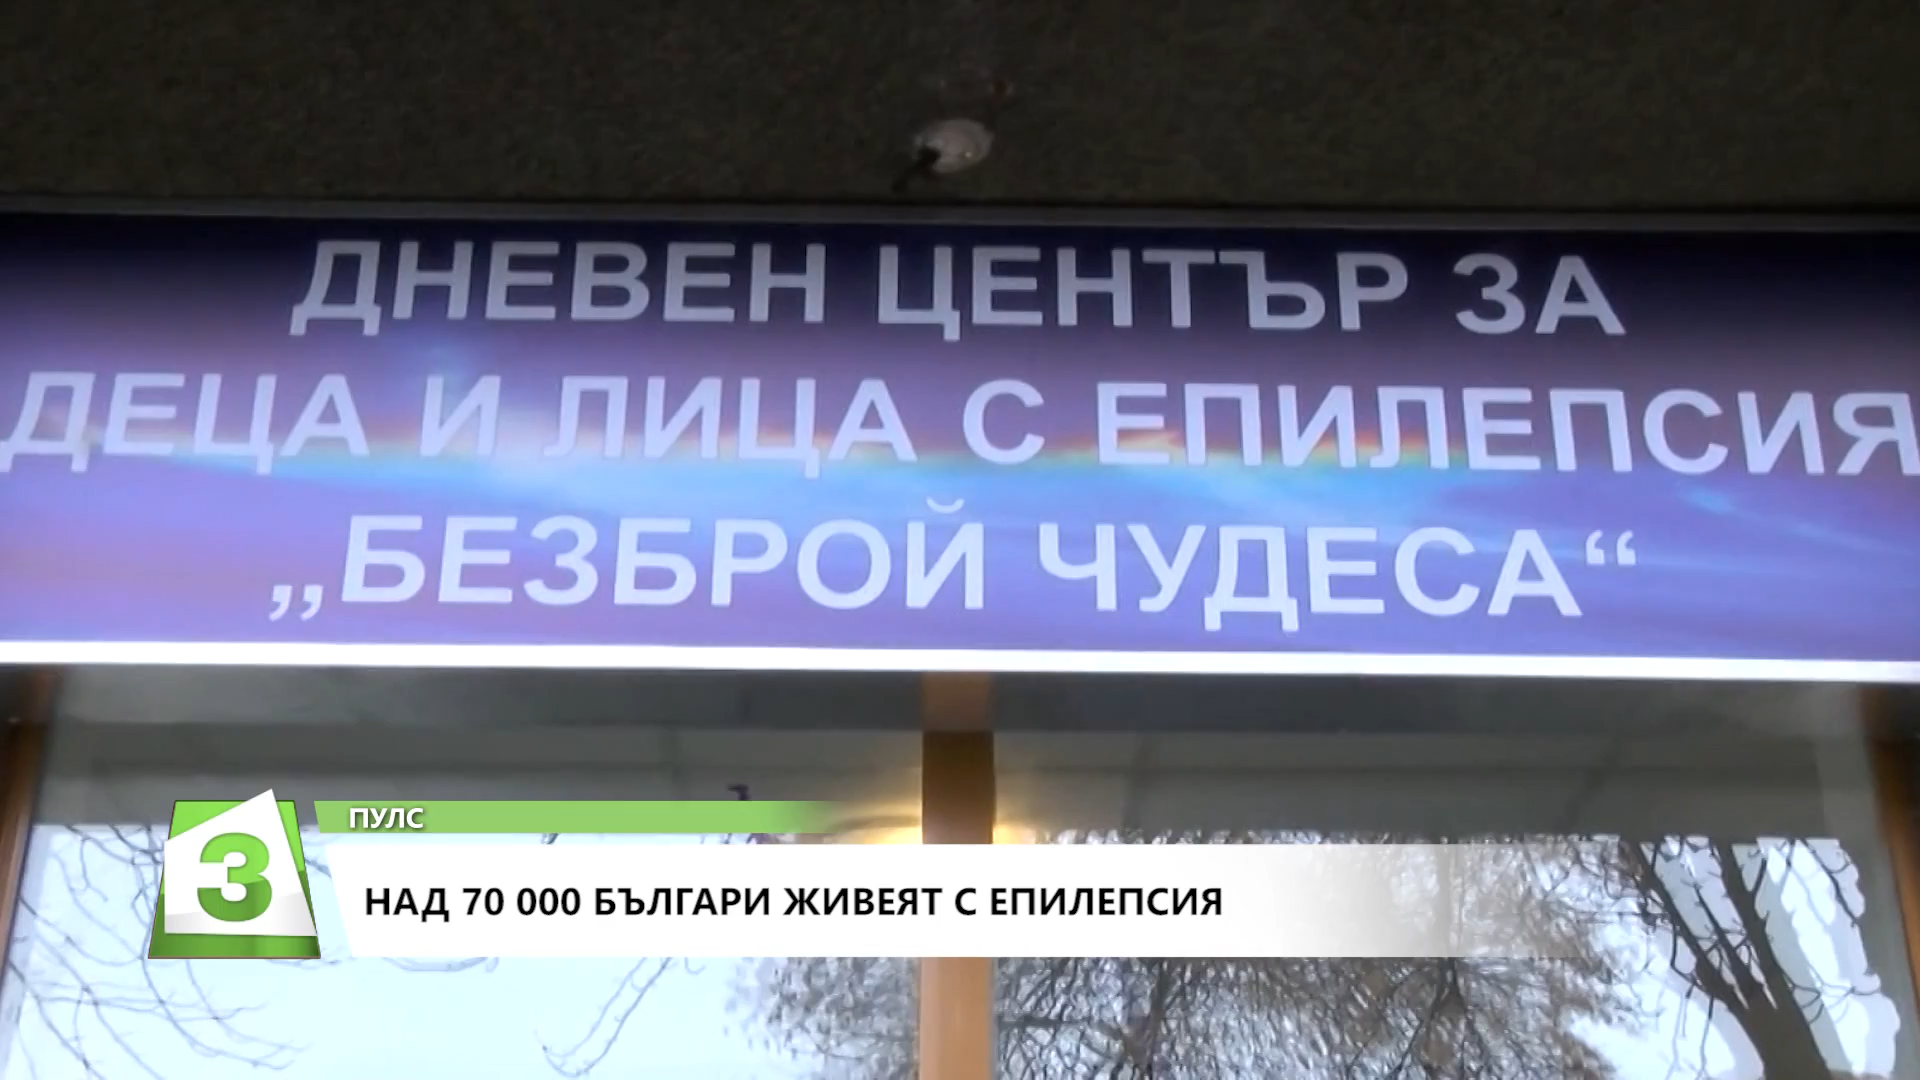 ДНЕВЕН ЦЕНТЪР ЗА
ДЕЦА И ЛИЦА С ЕПИЛЕПСИЯ
„БЕЗБРОЙ ЧУДЕСА“
ПУЛС
3
НАД 70 000 БЪЛГАРИ ЖИВЕЯТ С ЕПИЛЕПСИЯ